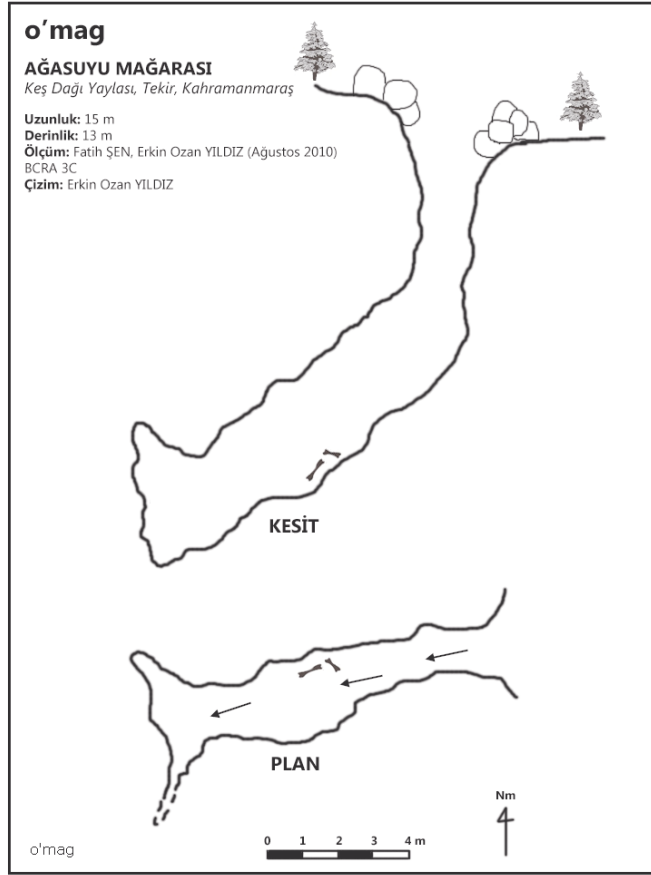 o’mag
AĞASUYU MAĞARASI
Keş Dağı Yaylası, Tekir, Kahramanmaraş
Uzunluk: 15 m
Derinlik: 13 m
Ölçüm: Fatih ŞEN, Erkin Ozan YILDIZ (Ağustos 2010)
BCRA 3C
Çizim: Erkin Ozan YILDIZ
KESİT
PLAN
Nm
0 1 2 3 4 m
o'mag